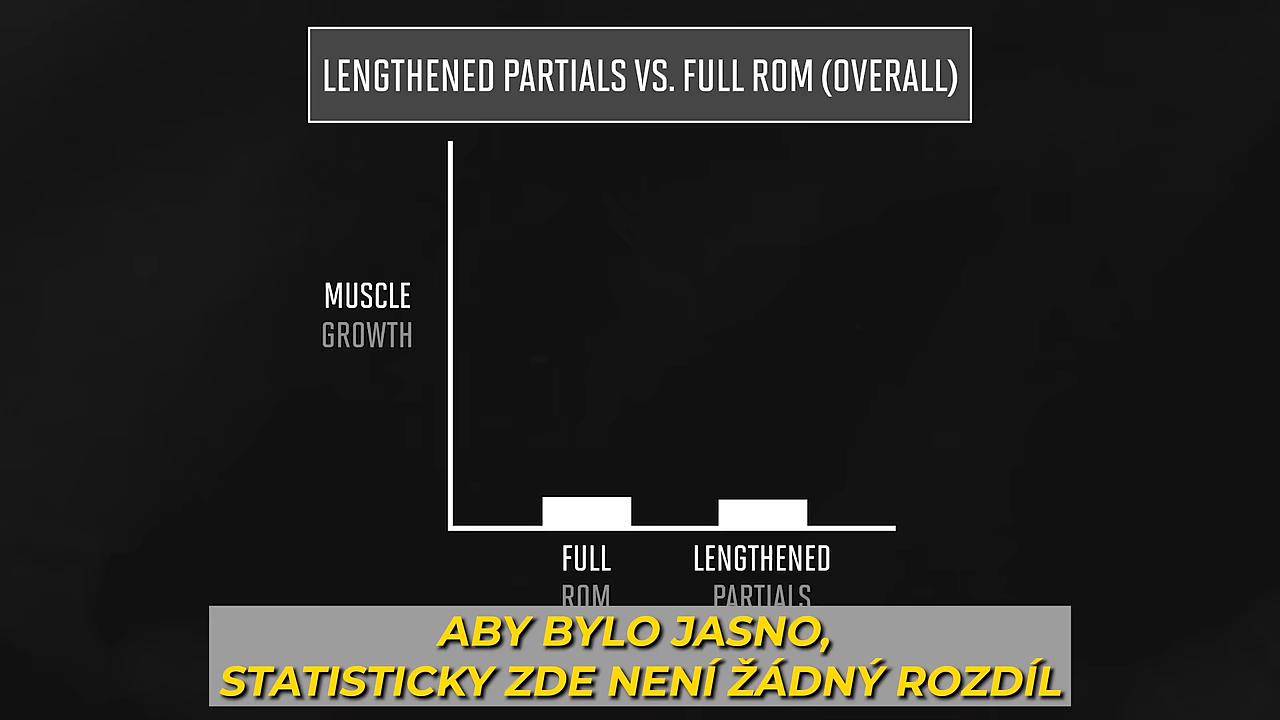 LENGTHENED PARTIALS VS. FULL ROM (OVERALL)
MUSCLE
GROWTH
FULL
ROM
LENGTHENED
PARTIALS
ABY BYLO JASNO,
STATISTICKY ZDE NENÍ ŽÁDNÝ ROZDÍL